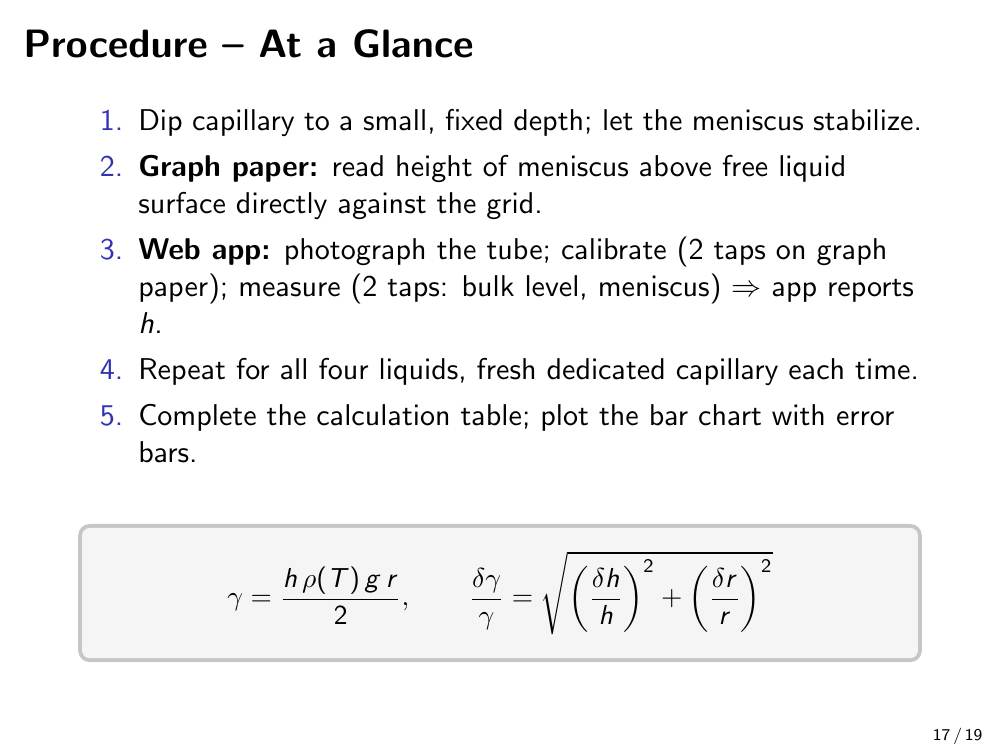 Procedure – At a Glance
1. Dip capillary to a small, fixed depth; let the meniscus stabilize.
2. Graph paper: read height of meniscus above free liquid
surface directly against the grid.
3. Web app: photograph the tube; calibrate (2 taps on graph
paper); measure (2 taps: bulk level, meniscus) ⇒ app reports
h.
4. Repeat for all four liquids, fresh dedicated capillary each time.
5. Complete the calculation table; plot the bar chart with error
bars.
γ = h ρ(T) g r / 2, δγ/γ = √((δh/h)² + (δr/r)²)
17 / 19